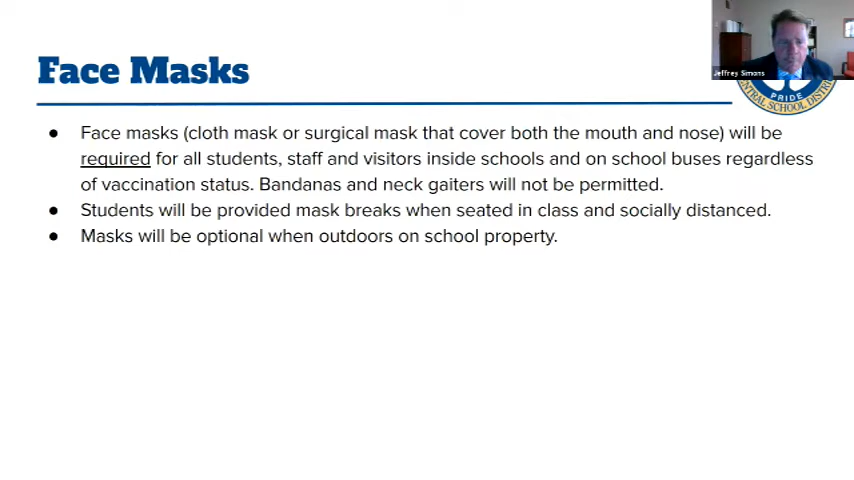 Face Masks
Jeffrey Simons
PRIDE
CENTRAL SCHOOL DISTRI
● Face masks (cloth mask or surgical mask that cover both the mouth and nose) will be
required for all students, staff and visitors inside schools and on school buses regardless
of vaccination status. Bandanas and neck gaiters will not be permitted.
● Students will be provided mask breaks when seated in class and socially distanced.
● Masks will be optional when outdoors on school property.